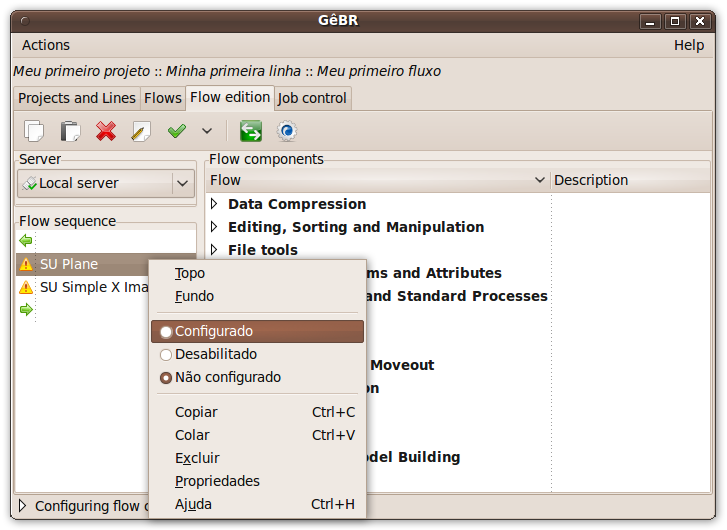 GêBR
Actions Help
Meu primeiro projeto :: Minha primeira linha :: Meu primeiro fluxo
Projects and Lines Flows Flow edition Job control
Server
Local server
Flow sequence
SU Plane
SU Simple X Ima
Flow components
Flow Description
Data Compression
Editing, Sorting and Manipulation
File tools
ms and Attributes
and Standard Processes
Moveout
on
del Building
Topo
Fundo
Configurado
Desabilitado
Não configurado
Copiar Ctrl+C
Colar Ctrl+V
Excluir
Propriedades
Ajuda Ctrl+H
Configuring flow